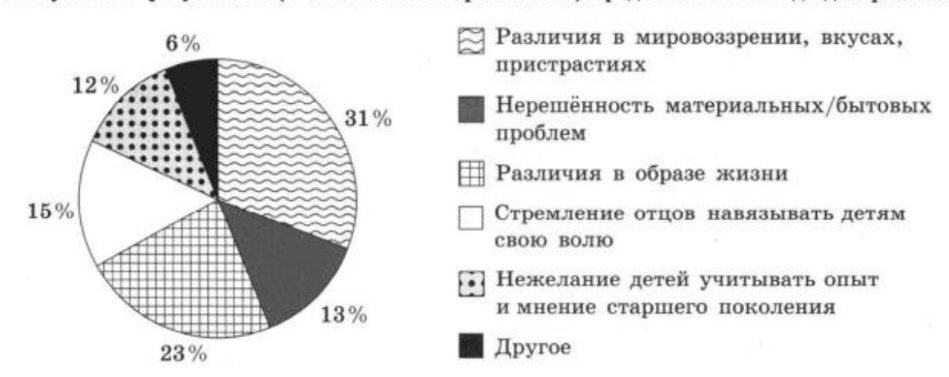 6%
12%
31%
15%
13%
23%
Различия в мировоззрении, вкусах,
пристрастиях
Нерешённость материальных/бытовых
проблем
Различия в образе жизни
Стремление отцов навязывать детям
свою волю
Нежелание детей учитывать опыт
и мнение старшего поколения
Другое